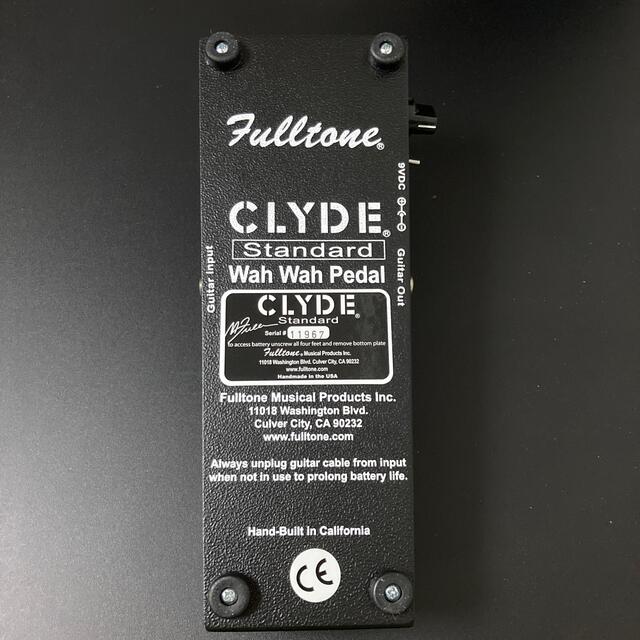 Fulltone®
CLYDE®
Standard
Wah Wah Pedal
Guitar Input
9VDC
Guitar Out
CLYDE®
Standard
Serial # 11967
to access battery unscrew all four feet and remove bottom plate
Fulltone® Musical Products Inc.
11018 Washington Blvd, Culver City, CA 90232
www.fulltone.com
Handmade in the USA
Fulltone Musical Products Inc.
11018 Washington Blvd.
Culver City, CA 90232
www.fulltone.com
Always unplug guitar cable from input
when not in use to prolong battery life.
Hand-Built in California
CE